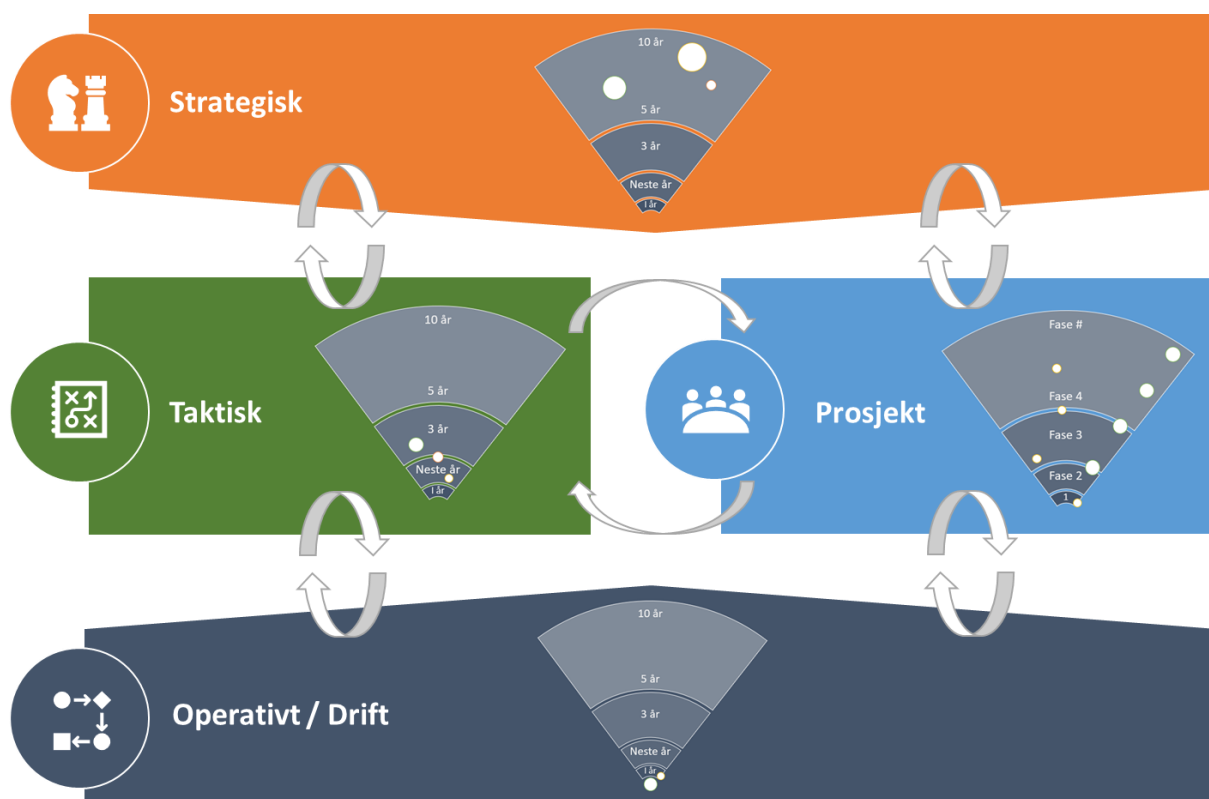 Strategisk
10 år
5 år
3 år
Neste år
I år
Taktisk
10 år
5 år
3 år
Neste år
I år
Prosjekt
Fase #
Fase 4
Fase 3
Fase 2
1
Operativt / Drift
10 år
5 år
3 år
Neste år
I år